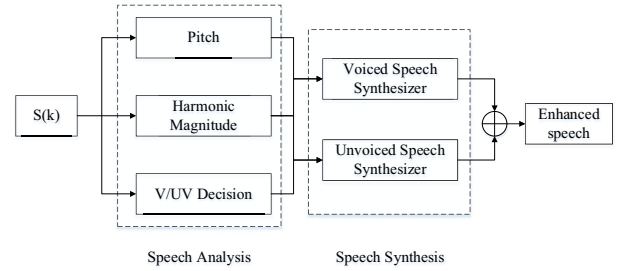 Pitch
S(k)
Harmonic
Magnitude
V/UV Decision
Voiced Speech
Synthesizer
Unvoiced Speech
Synthesizer
Enhanced
speech
Speech Analysis
Speech Synthesis